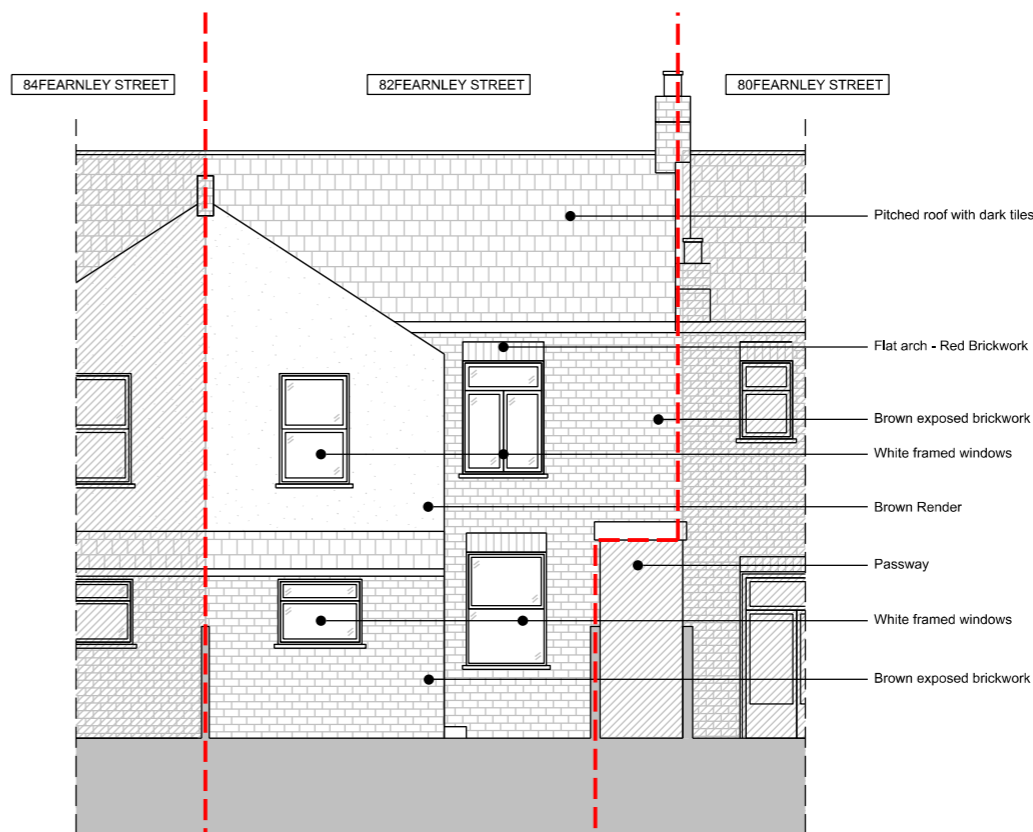 84FEARNLEY STREET
82FEARNLEY STREET
80FEARNLEY STREET
Pitched roof with dark tiles
Flat arch - Red Brickwork
Brown exposed brickwork
White framed windows
Brown Render
Passway
White framed windows
Brown exposed brickwork